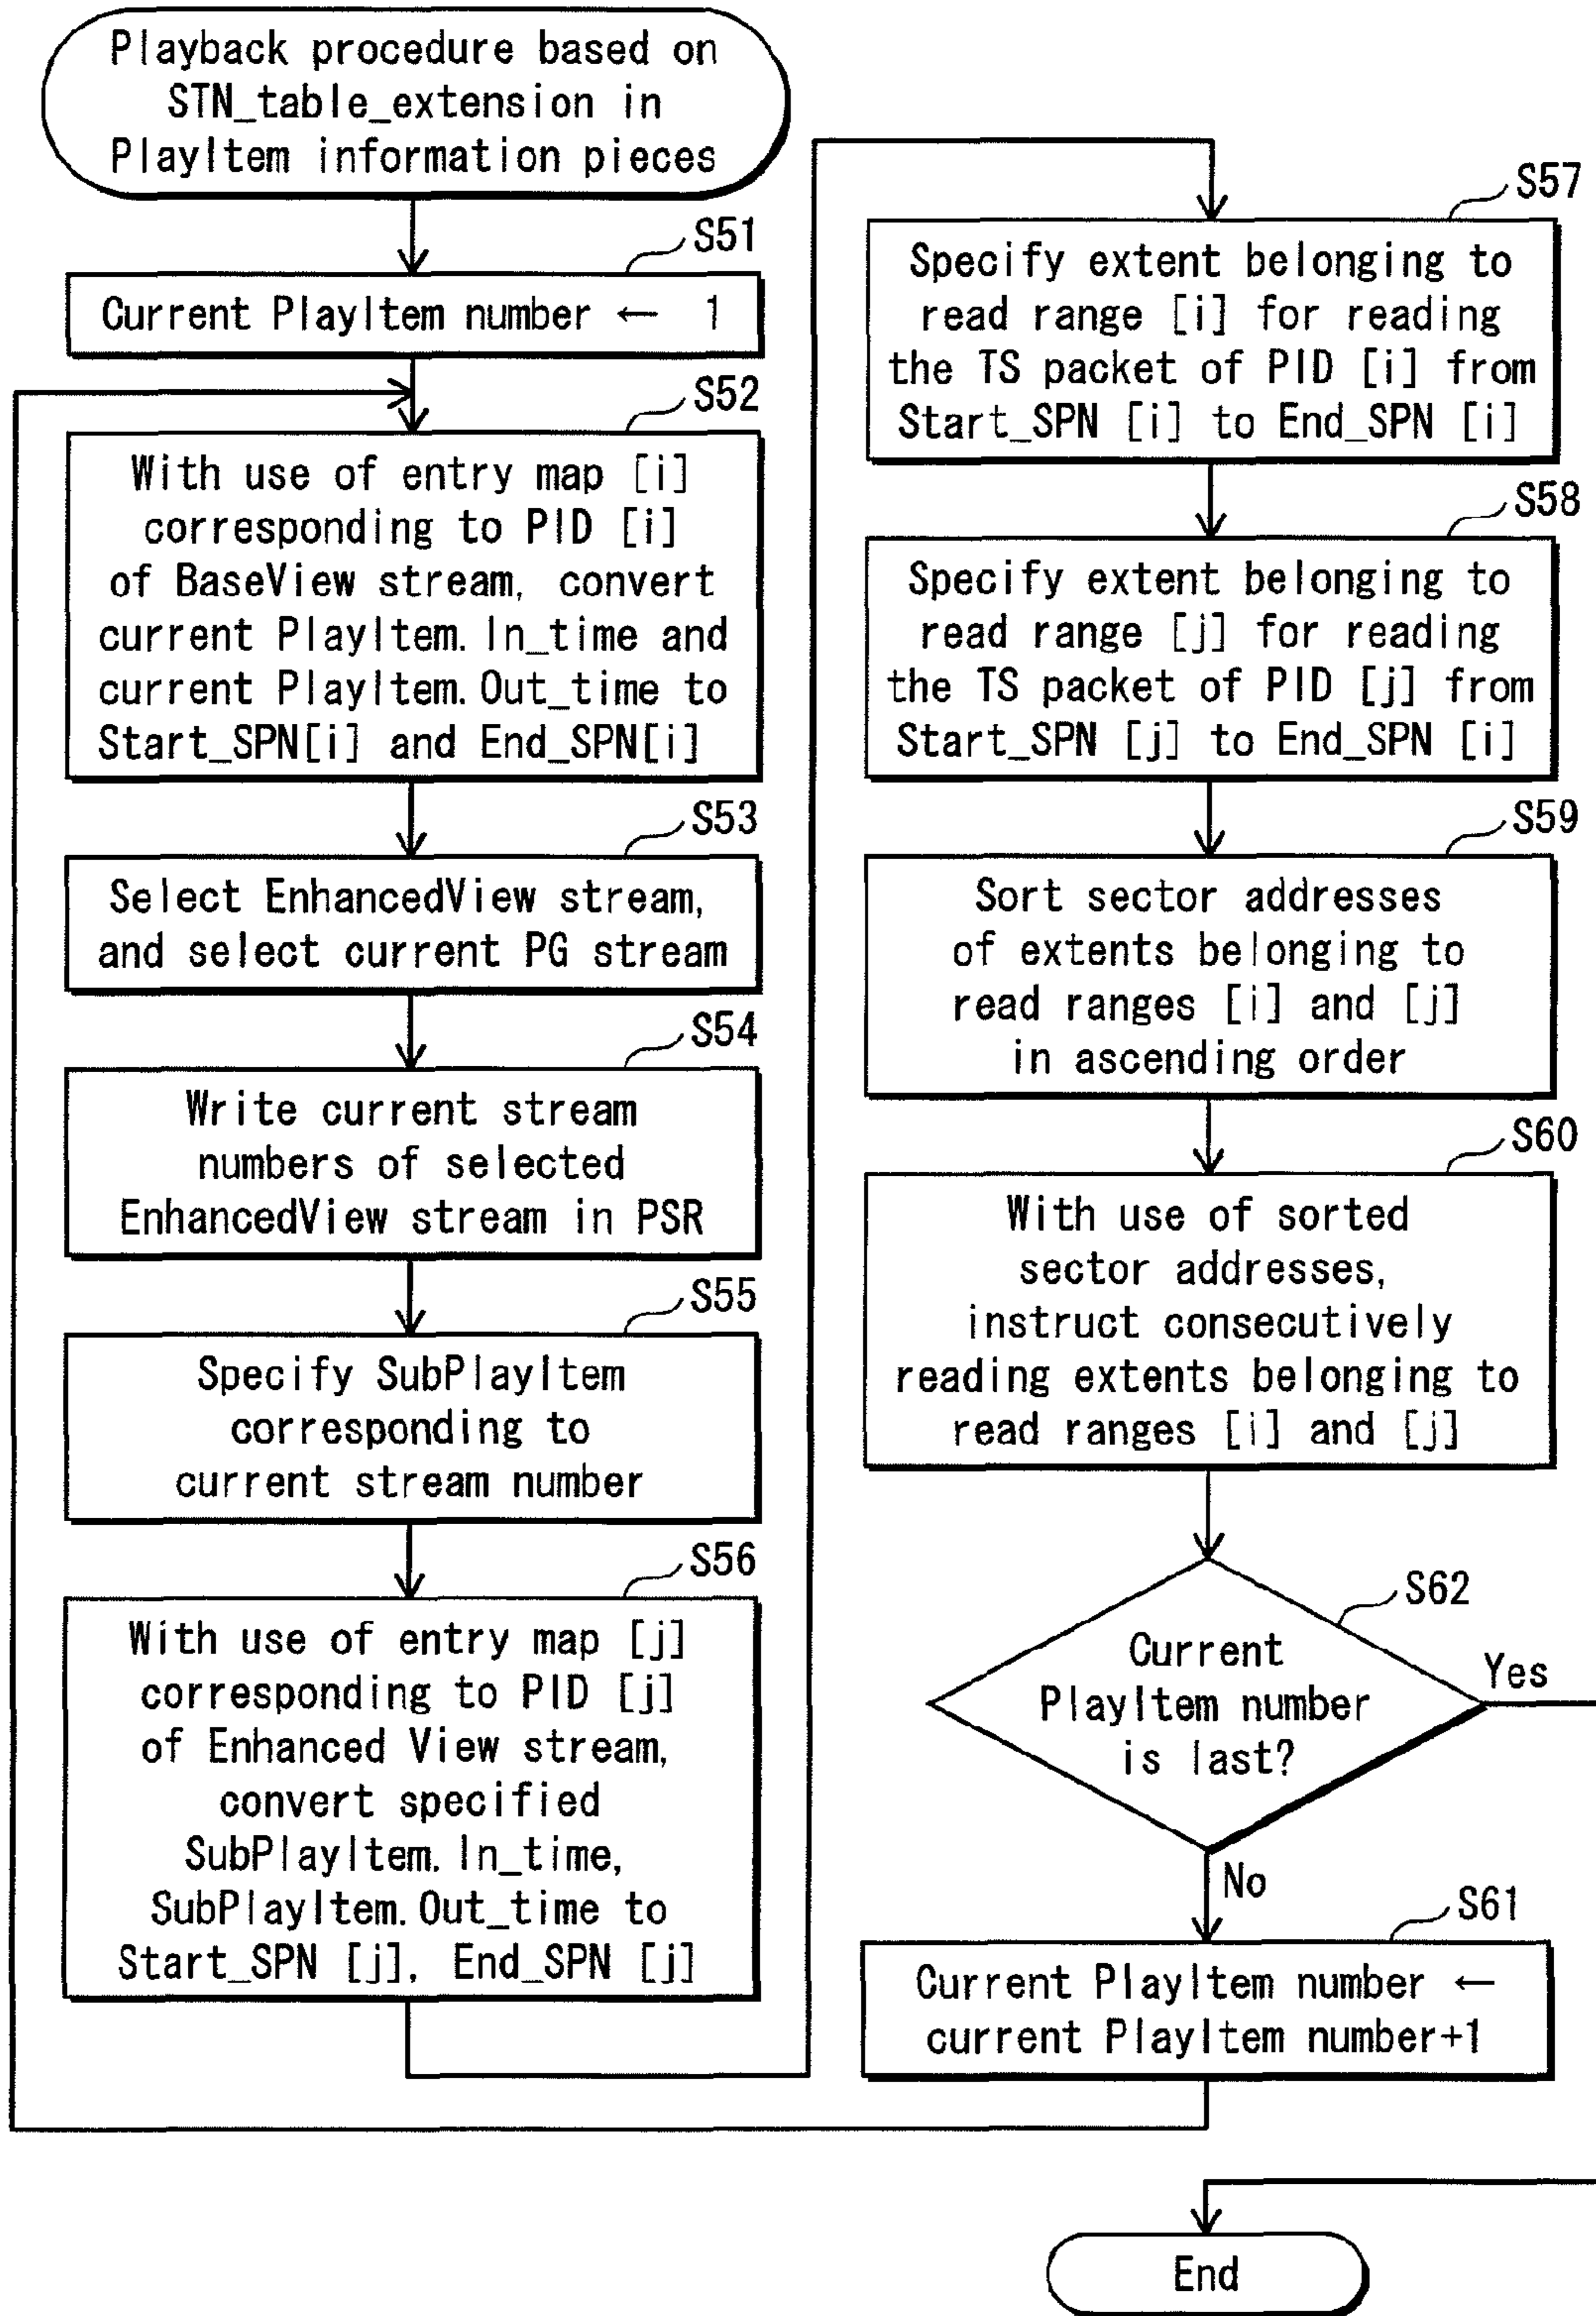 Playback procedure based on
STN_table_extension in
PlayItem information pieces
S51
Current PlayItem number ← 1
S52
With use of entry map [i]
corresponding to PID [i]
of BaseView stream, convert
current PlayItem.In_time and
current PlayItem.Out_time to
Start_SPN[i] and End_SPN[i]
S53
Select EnhancedView stream,
and select current PG stream
S54
Write current stream
numbers of selected
EnhancedView stream in PSR
S55
Specify SubPlayItem
corresponding to
current stream number
S56
With use of entry map [j]
corresponding to PID [j]
of Enhanced View stream,
convert specified
SubPlayItem.In_time,
SubPlayItem.Out_time to
Start_SPN [j], End_SPN [j]
S57
Specify extent belonging to
read range [i] for reading
the TS packet of PID [i] from
Start_SPN [i] to End_SPN [i]
S58
Specify extent belonging to
read range [j] for reading
the TS packet of PID [j] from
Start_SPN [j] to End_SPN [i]
S59
Sort sector addresses
of extents belonging to
read ranges [i] and [j]
in ascending order
S60
With use of sorted
sector addresses,
instruct consecutively
reading extents belonging to
read ranges [i] and [j]
S62
Current
PlayItem number
is last?
Yes
No
S61
Current PlayItem number ←
current PlayItem number+1
End